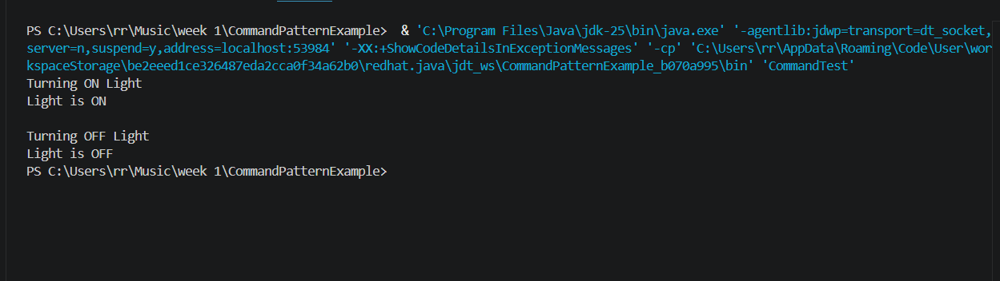 PS C:\Users\rr\Music\week 1\CommandPatternExample>  & 'C:\Program Files\Java\jdk-25\bin\java.exe' '-agentlib:jdwp=transport=dt_socket,
server=n,suspend=y,address=localhost:53984' '-XX:+ShowCodeDetailsInExceptionMessages' '-cp' 'C:\Users\rr\AppData\Roaming\Code\User\wor
kspaceStorage\be2eeed1ce326487eda2cca0f34a62b0\redhat.java\jdt_ws\CommandPatternExample_b070a995\bin' 'CommandTest'
Turning ON Light
Light is ON

Turning OFF Light
Light is OFF
PS C:\Users\rr\Music\week 1\CommandPatternExample>